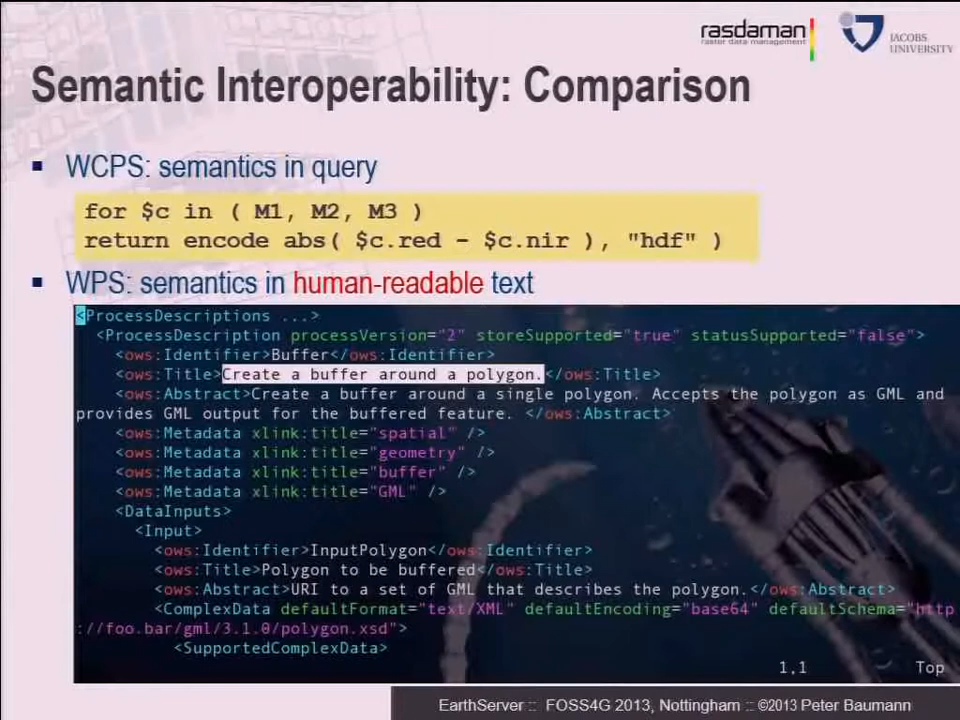 rasdaman
raster data management
JACOBS
UNIVERSITY
Semantic Interoperability: Comparison
WCPS: semantics in query
for $c in ( M1, M2, M3 )
return encode abs( $c.red - $c.nir ), "hdf" )
WPS: semantics in human-readable text
<ProcessDescriptions ...>
<ProcessDescription processVersion="2" storeSupported="true" statusSupported="false">
<ows:Identifier>Buffer</ows:Identifier>
<ows:Title>Create a buffer around a polygon.</ows:Title>
<ows:Abstract>Create a buffer around a single polygon. Accepts the polygon as GML and
provides GML output for the buffered feature. </ows:Abstract>
<ows:Metadata xlink:title="spatial" />
<ows:Metadata xlink:title="geometry" />
<ows:Metadata xlink:title="buffer" />
<ows:Metadata xlink:title="GML" />
<DataInputs>
<Input>
<ows:Identifier>InputPolygon</ows:Identifier>
<ows:Title>Polygon to be buffered</ows:Title>
<ows:Abstract>URI to a set of GML that describes the polygon.</ows:Abstract>
<ComplexData defaultFormat="text/XML" defaultEncoding="base64" defaultSchema="http
://foo.bar/gml/3.1.0/polygon.xsd">
<SupportedComplexData>
1,1 Top
EarthServer :: FOSS4G 2013, Nottingham :: ©2013 Peter Baumann